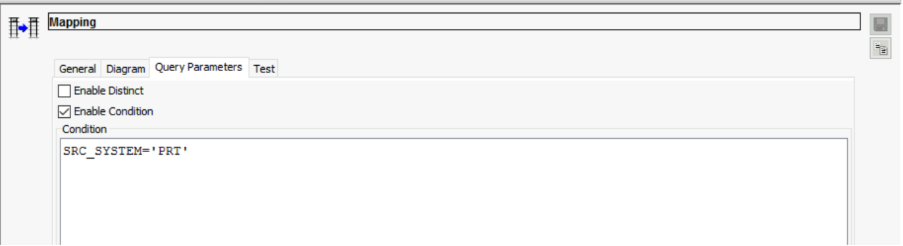 Mapping
General Diagram Query Parameters Test
Enable Distinct
Enable Condition
Condition
SRC_SYSTEM='PRT'